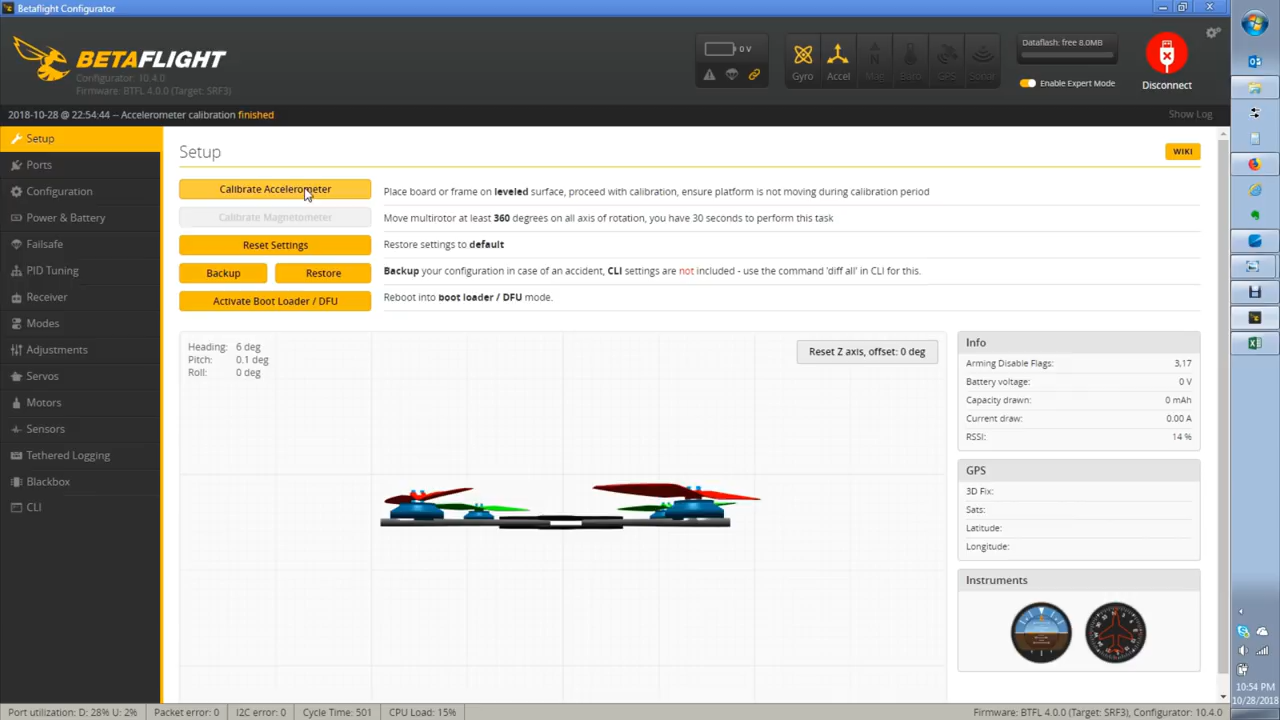 Betaflight Configurator
BETAFLIGHT
Configurator: 10.4.0
Firmware: BTFL 4.0.0 (Target: SRF3)
0 V
Gyro
Accel
Mag
Baro
GPS
Sonar
Dataflash: free 8.0MB
Enable Expert Mode
Disconnect
2018-10-28 @ 22:54:44 -- Accelerometer calibration finished
Show Log
Setup
Ports
Configuration
Power & Battery
Failsafe
PID Tuning
Receiver
Modes
Adjustments
Servos
Motors
Sensors
Tethered Logging
Blackbox
CLI
Setup
WIKI
Calibrate Accelerometer
Place board or frame on leveled surface, proceed with calibration, ensure platform is not moving during calibration period
Calibrate Magnetometer
Move multirotor at least 360 degrees on all axis of rotation, you have 30 seconds to perform this task
Reset Settings
Restore settings to default
Backup
Restore
Backup your configuration in case of an accident, CLI settings are not included - use the command 'diff all' in CLI for this.
Activate Boot Loader / DFU
Reboot into boot loader / DFU mode.
Heading: 6 deg
Pitch: 0.1 deg
Roll: 0 deg
Reset Z axis, offset: 0 deg
Info
Arming Disable Flags: 3,17
Battery voltage: 0 V
Capacity drawn: 0 mAh
Current draw: 0.00 A
RSSI: 14 %
GPS
3D Fix:
Sats:
Latitude:
Longitude:
Instruments
Port utilization: D: 28% U: 2%
Packet error: 0
I2C error: 0
Cycle Time: 501
CPU Load: 15%
Firmware: BTFL 4.0.0 (Target: SRF3), Configurator: 10.4.0
10:54 PM
10/28/2018